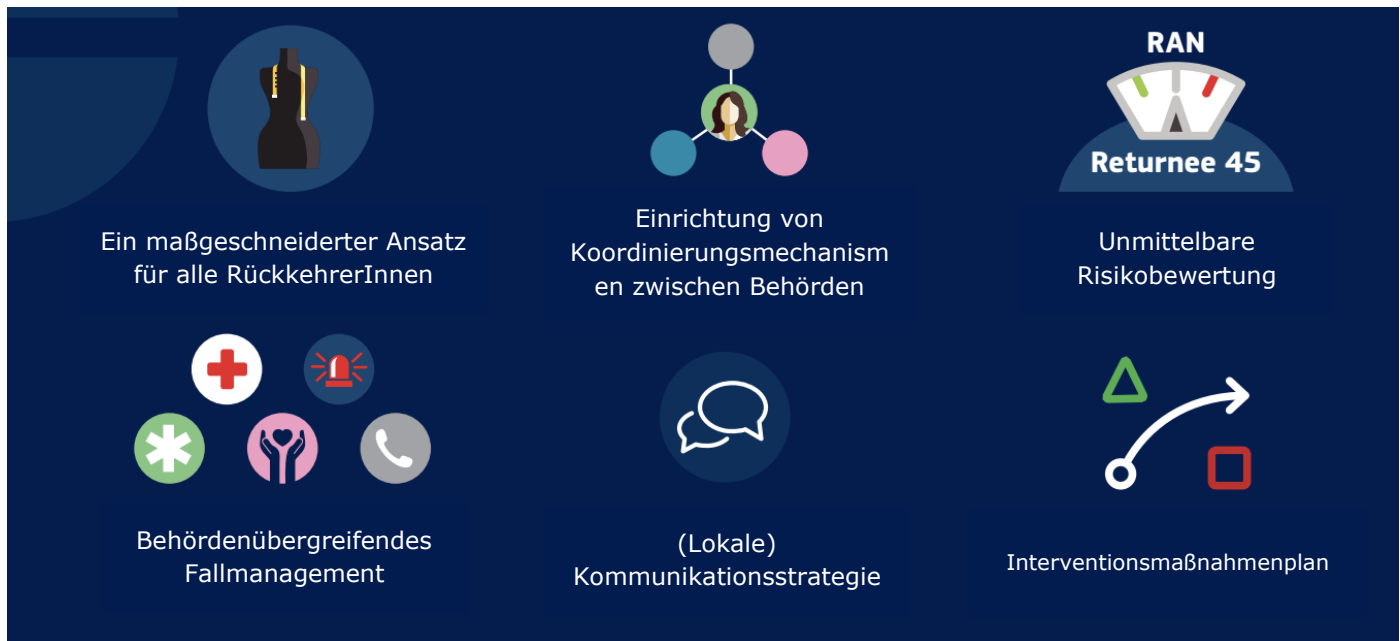 RAN
Returnee 45
Ein maßgeschneiderter Ansatz
für alle RückkehrerInnen
Einrichtung von
Koordinierungsmechanism
en zwischen Behörden
Unmittelbare
Risikobewertung
Behördenübergreifendes
Fallmanagement
(Lokale)
Kommunikationsstrategie
Interventionsmaßnahmenplan